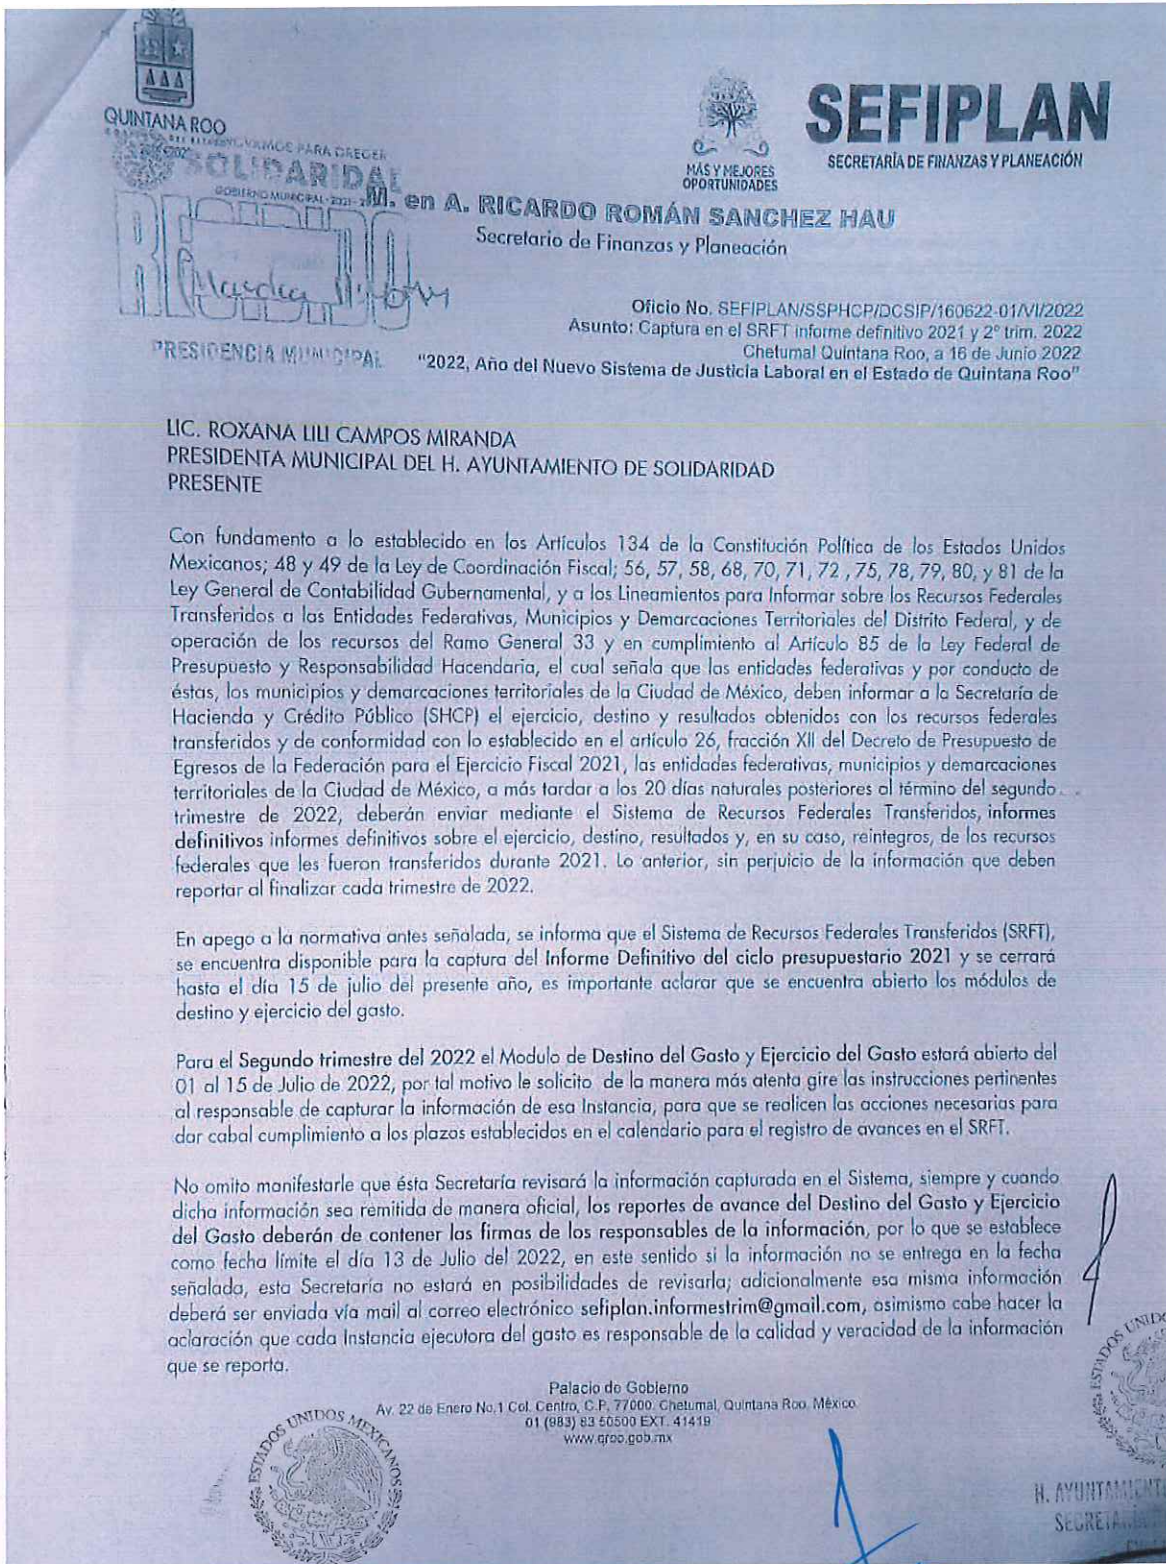 QUINTANA ROO
SOLIDARIDAD
GOBIERNO MUNICIPAL
RECIBIDO
PRESIDENCIA MUNICIPAL
MÁS Y MEJORES
OPORTUNIDADES
SEFIPLAN
SECRETARÍA DE FINANZAS Y PLANEACIÓN
M. en A. RICARDO ROMÁN SANCHEZ HAU
Secretario de Finanzas y Planeación
Oficio No. SEFIPLAN/SSPHCP/DCSIP/160622-01/VI/2022
Asunto: Captura en el SRFT informe definitivo 2021 y 2° trim. 2022
Chetumal Quintana Roo, a 16 de Junio 2022
"2022, Año del Nuevo Sistema de Justicia Laboral en el Estado de Quintana Roo"
LIC. ROXANA LILI CAMPOS MIRANDA
PRESIDENTA MUNICIPAL DEL H. AYUNTAMIENTO DE SOLIDARIDAD
PRESENTE
Con fundamento a lo establecido en los Artículos 134 de la Constitución Política de los Estados Unidos
Mexicanos; 48 y 49 de la Ley de Coordinación Fiscal; 56, 57, 58, 68, 70, 71, 72 , 75, 78, 79, 80, y 81 de la
Ley General de Contabilidad Gubernamental, y a los Lineamientos para Informar sobre los Recursos Federales
Transferidos a las Entidades Federativas, Municipios y Demarcaciones Territoriales del Distrito Federal, y de
operación de los recursos del Ramo General 33 y en cumplimiento al Artículo 85 de la Ley Federal de
Presupuesto y Responsabilidad Hacendaria, el cual señala que las entidades federativas y por conducto de
éstas, los municipios y demarcaciones territoriales de la Ciudad de México, deben informar a la Secretaría de
Hacienda y Crédito Público (SHCP) el ejercicio, destino y resultados obtenidos con los recursos federales
transferidos y de conformidad con lo establecido en el artículo 26, fracción XII del Decreto de Presupuesto de
Egresos de la Federación para el Ejercicio Fiscal 2021, las entidades federativas, municipios y demarcaciones
territoriales de la Ciudad de México, a más tardar a los 20 días naturales posteriores al término del segundo
trimestre de 2022, deberán enviar mediante el Sistema de Recursos Federales Transferidos, informes
definitivos informes definitivos sobre el ejercicio, destino, resultados y, en su caso, reintegros, de los recursos
federales que les fueron transferidos durante 2021. Lo anterior, sin perjuicio de la información que deben
reportar al finalizar cada trimestre de 2022.
En apego a la normativa antes señalada, se informa que el Sistema de Recursos Federales Transferidos (SRFT),
se encuentra disponible para la captura del Informe Definitivo del ciclo presupuestario 2021 y se cerrará
hasta el día 15 de julio del presente año, es importante aclarar que se encuentra abierto los módulos de
destino y ejercicio del gasto.
Para el Segundo trimestre del 2022 el Modulo de Destino del Gasto y Ejercicio del Gasto estará abierto del
01 al 15 de Julio de 2022, por tal motivo le solicito de la manera más atenta gire las instrucciones pertinentes
al responsable de capturar la información de esa Instancia, para que se realicen las acciones necesarias para
dar cabal cumplimiento a los plazos establecidos en el calendario para el registro de avances en el SRFT.
No omito manifestarle que ésta Secretaría revisará la información capturada en el Sistema, siempre y cuando
dicha información sea remitida de manera oficial, los reportes de avance del Destino del Gasto y Ejercicio
del Gasto deberán de contener las firmas de los responsables de la información, por lo que se establece
como fecha límite el día 13 de Julio del 2022, en este sentido si la información no se entrega en la fecha
señalada, esta Secretaría no estará en posibilidades de revisarla; adicionalmente esa misma información
deberá ser enviada vía mail al correo electrónico sefiplan.informestrim@gmail.com, asimismo cabe hacer la
aclaración que cada Instancia ejecutora del gasto es responsable de la calidad y veracidad de la información
que se reporta.
Palacio de Gobierno
Av. 22 de Enero No.1 Col. Centro, C.P. 77000. Chetumal, Quintana Roo, México
01 (983) 83 50500 EXT. 41419
www.qroo.gob.mx
ESTADOS UNIDOS MEXICANOS
ESTADOS UNIDO
H. AYUNTAMIENT